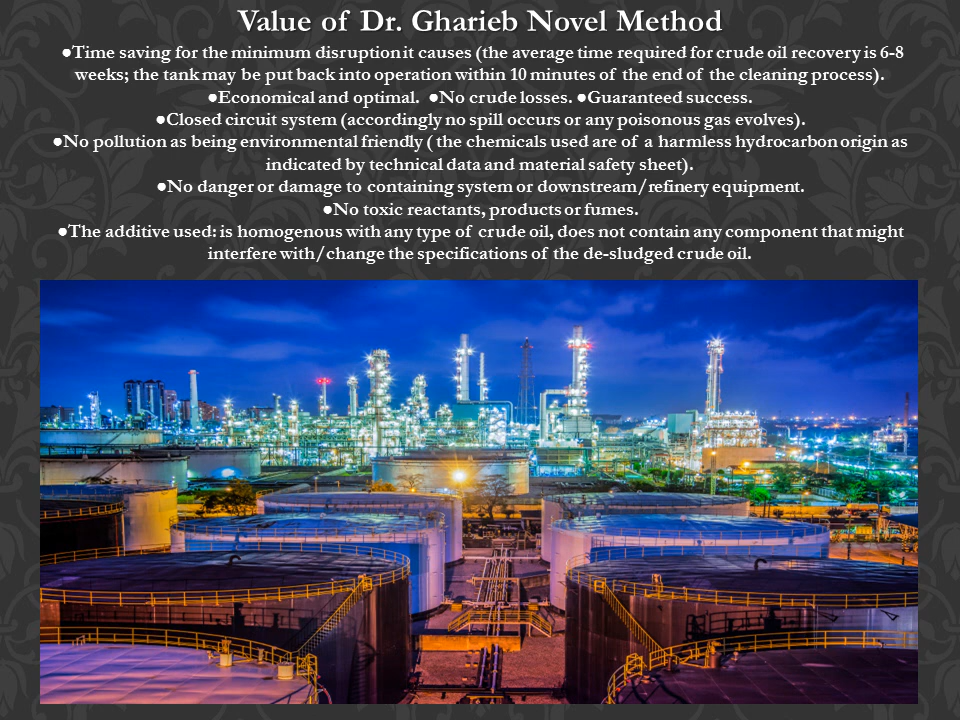 Value of Dr. Gharieb Novel Method
●Time saving for the minimum disruption it causes (the average time required for crude oil recovery is 6-8
weeks; the tank may be put back into operation within 10 minutes of the end of the cleaning process).
●Economical and optimal. ●No crude losses. ●Guaranteed success.
●Closed circuit system (accordingly no spill occurs or any poisonous gas evolves).
●No pollution as being environmental friendly ( the chemicals used are of a harmless hydrocarbon origin as
indicated by technical data and material safety sheet).
●No danger or damage to containing system or downstream/refinery equipment.
●No toxic reactants, products or fumes.
●The additive used: is homogenous with any type of crude oil, does not contain any component that might
interfere with/change the specifications of the de-sludged crude oil.